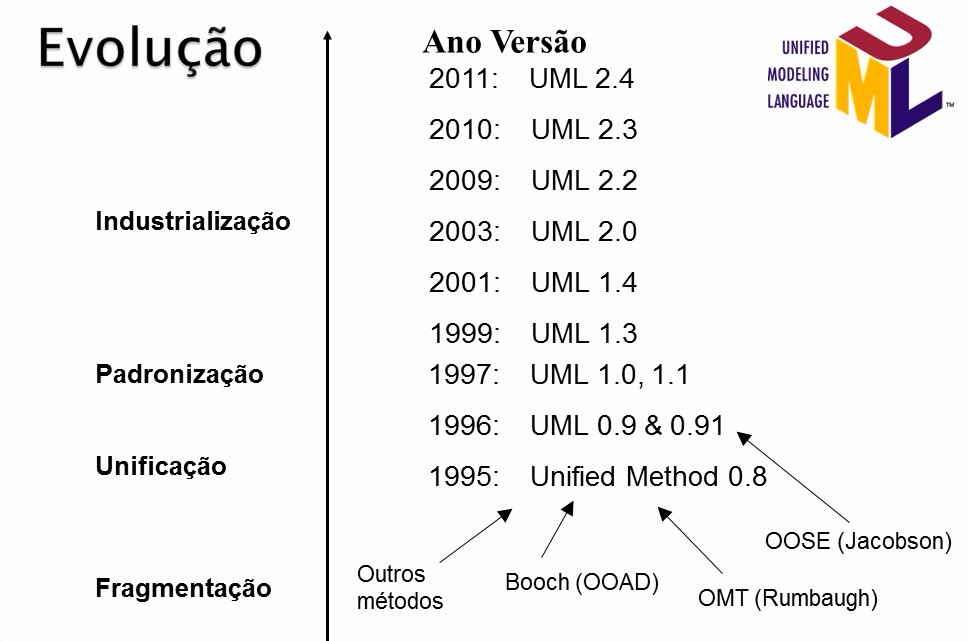 Evolução
Ano Versão
UNIFIED
MODELING
LANGUAGE
UML
™
2011: UML 2.4
2010: UML 2.3
2009: UML 2.2
Industrialização
2003: UML 2.0
2001: UML 1.4
1999: UML 1.3
Padronização
1997: UML 1.0, 1.1
1996: UML 0.9 & 0.91
Unificação
1995: Unified Method 0.8
OOSE (Jacobson)
Outros
métodos
Booch (OOAD)
OMT (Rumbaugh)
Fragmentação